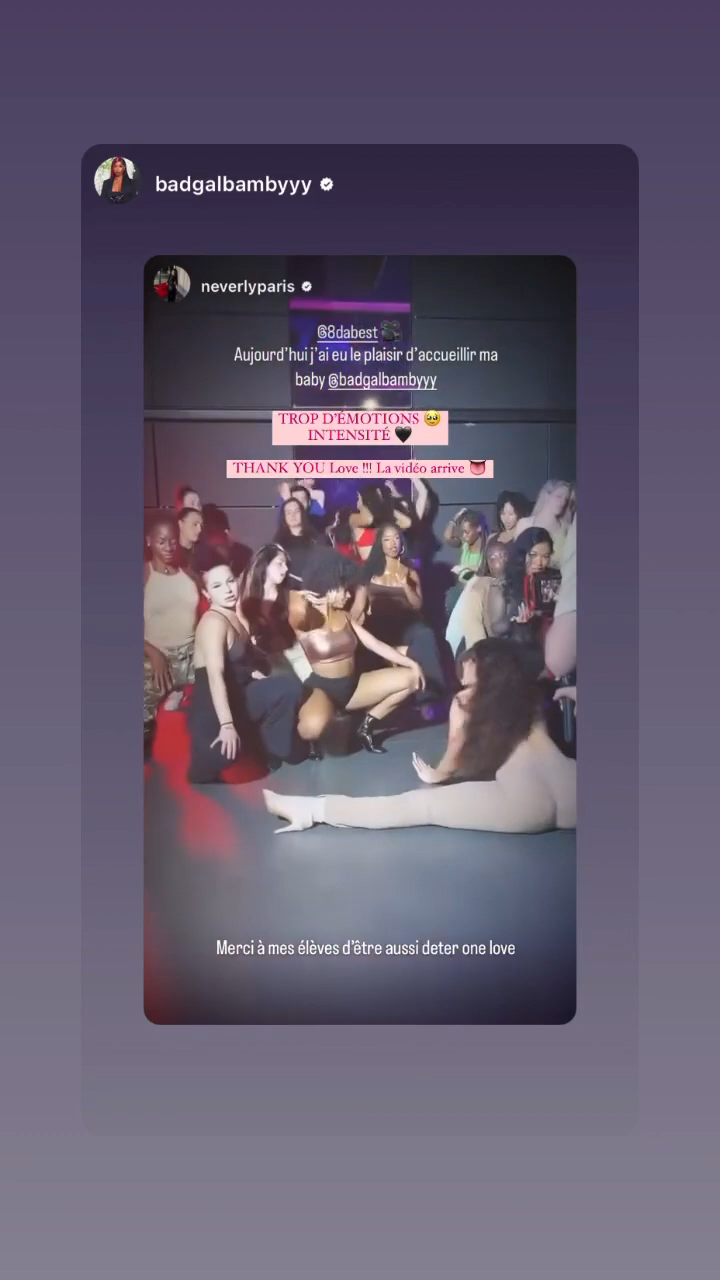 badgalbambyyy
neverlyparis
@8dabest 🎥
Aujourd'hui j'ai eu le plaisir d'accueillir ma
baby @badgalbambyyy
TROP D'ÉMOTIONS 🥹
INTENSITÉ 🖤
THANK YOU Love !!! La vidéo arrive 👅
Merci à mes élèves d'être aussi deter one love